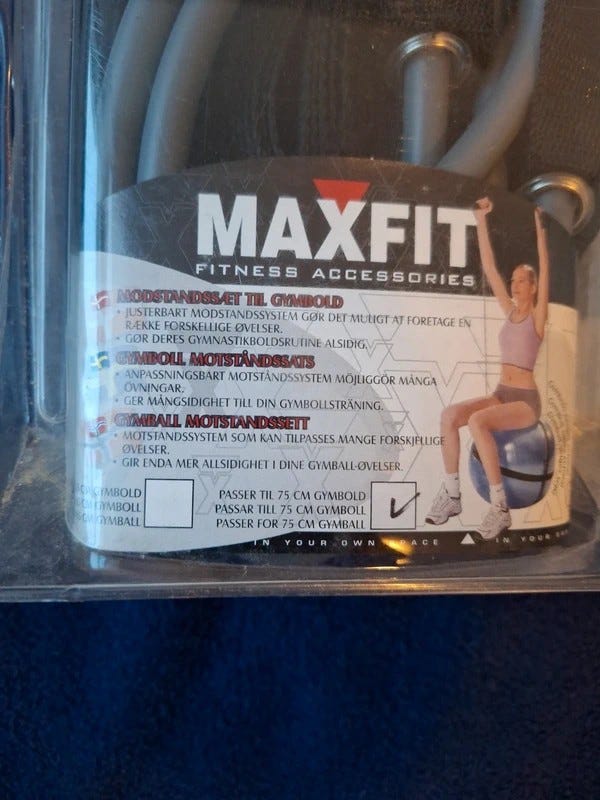 MAXFIT
FITNESS ACCESSORIES
MODSTANDSSÆT TIL GYMBOLD
• JUSTERBART MODSTANDSSYSTEM GØR DET MULIGT AT FORETAGE EN
RÆKKE FORSKELLIGE ØVELSER.
• GØR DERES GYMNASTIKBOLDSRUTINE ALSIDIG.
GYMBOLL MOTSTÅNDSSATS
• ANPASSNINGSBART MOTSTÅNDSSYSTEM MÖJLIGGÖR MÅNGA
ÖVNINGAR.
• GER MÅNGSIDIGHET TILL DIN GYMBOLLSTRÄNING.
GYMBALL MOTSTANDSSETT
• MOTSTANDSSYSTEM SOM KAN TILPASSES MANGE FORSKJELLIGE
ØVELSER.
• GIR ENDA MER ALLSIDIGHET I DINE GYMBALL-ØVELSER.
CM GYMBOLD
CM GYMBOLL
CM GYMBALL
PASSER TIL 75 CM GYMBOLD
PASSAR TILL 75 CM GYMBOLL
PASSER FOR 75 CM GYMBALL
IN YOUR OWN SPACE IN YOUR